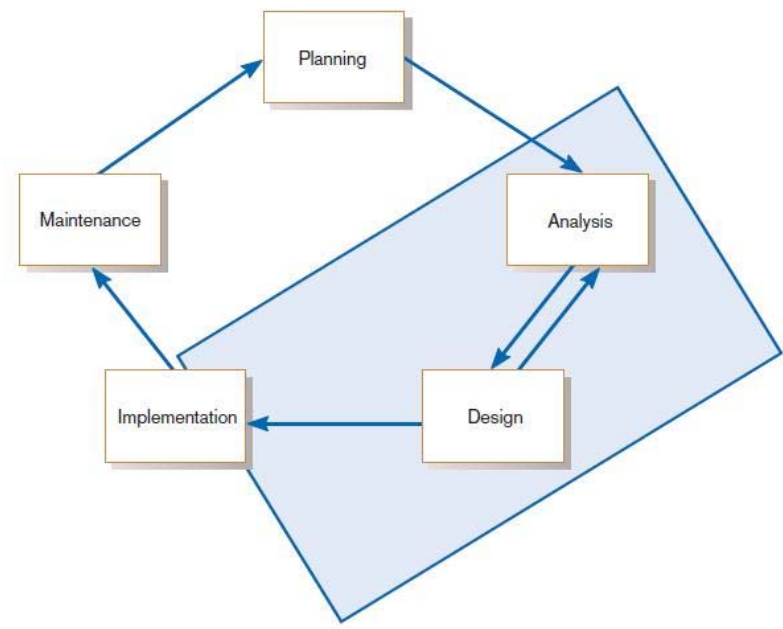 Planning
Maintenance
Analysis
Implementation
Design